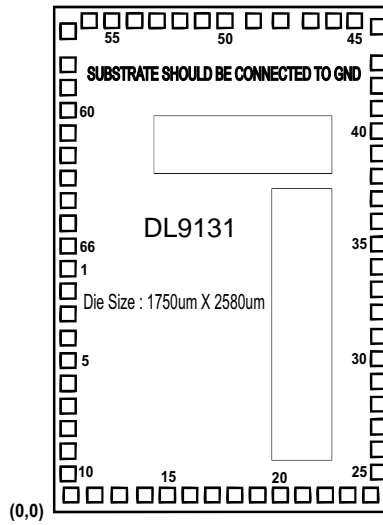 55 50 45
SUBSTRATE SHOULD BE CONNECTED TO GND
60
40
DL9131
35
66
1
Die Size : 1750um X 2580um
5
30
10 15 20 25
(0,0)